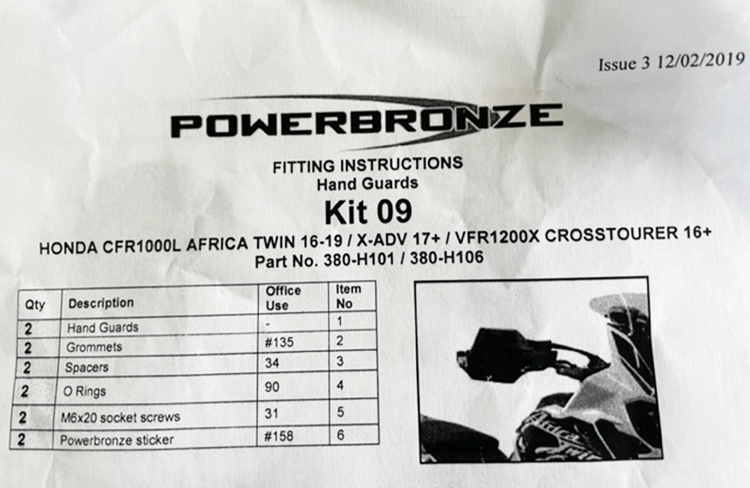 Issue 3 12/02/2019
POWERBRONZE
FITTING INSTRUCTIONS
Hand Guards
Kit 09
HONDA CFR1000L AFRICA TWIN 16-19 / X-ADV 17+ / VFR1200X CROSSTOURER 16+
Part No. 380-H101 / 380-H106
Qty Description Office Use Item No
2 Hand Guards - 1
2 Grommets #135 2
2 Spacers 34 3
2 O Rings 90 4
2 M6x20 socket screws 31 5
2 Powerbronze sticker #158 6